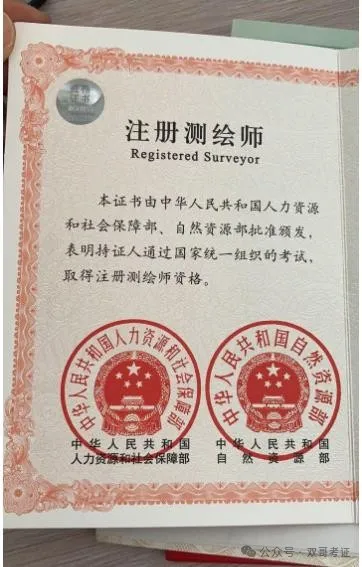 注册测绘师
Registered Surveyor
本证书由中华人民共和国人力资源
和社会保障部、自然资源部批准颁发，
表明持证人通过国家统一组织的考试，
取得注册测绘师资格。
中华人民共和国人力资源和社会保障部
中华人民共和国自然资源部
中华人民共和国
人力资源和社会保障部
中华人民共和国
自然资源部
公众号·双哥考证